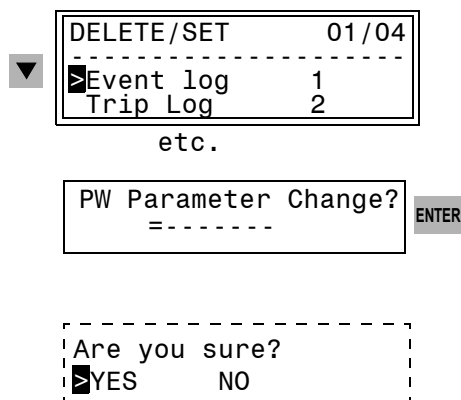 DELETE/SET 01/04
---------------------
>Event log 1
Trip Log 2
etc.
PW Parameter Change?
=-------
ENTER
Are you sure?
>YES NO